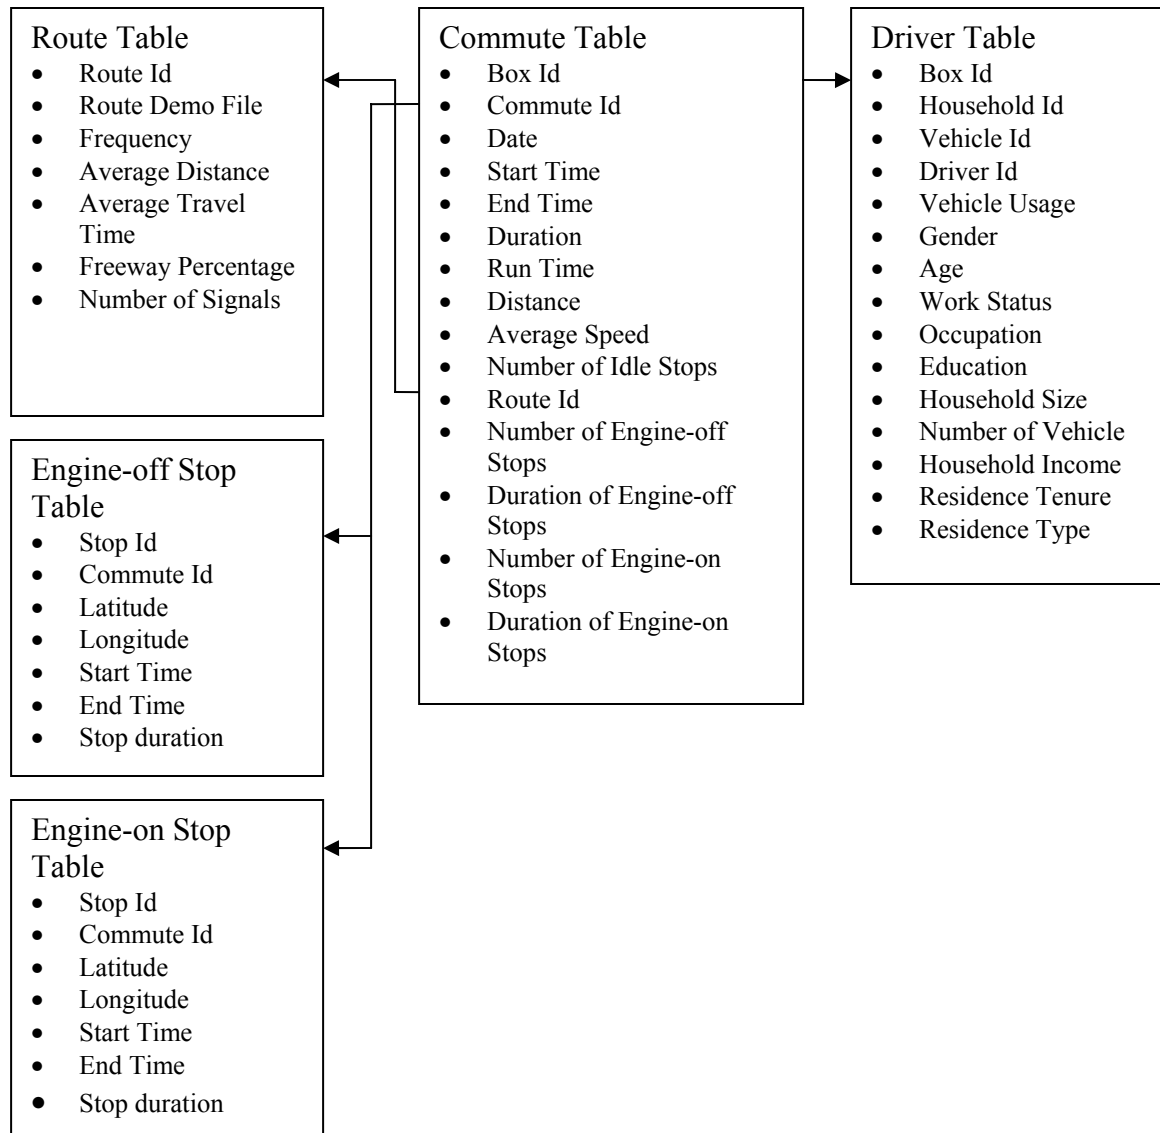 Route Table
• Route Id
• Route Demo File
• Frequency
• Average Distance
• Average Travel
Time
• Freeway Percentage
• Number of Signals
Engine-off Stop
Table
• Stop Id
• Commute Id
• Latitude
• Longitude
• Start Time
• End Time
• Stop duration
Engine-on Stop
Table
• Stop Id
• Commute Id
• Latitude
• Longitude
• Start Time
• End Time
• Stop duration
Commute Table
• Box Id
• Commute Id
• Date
• Start Time
• End Time
• Duration
• Run Time
• Distance
• Average Speed
• Number of Idle Stops
• Route Id
• Number of Engine-off
Stops
• Duration of Engine-off
Stops
• Number of Engine-on
Stops
• Duration of Engine-on
Stops
Driver Table
• Box Id
• Household Id
• Vehicle Id
• Driver Id
• Vehicle Usage
• Gender
• Age
• Work Status
• Occupation
• Education
• Household Size
• Number of Vehicle
• Household Income
• Residence Tenure
• Residence Type